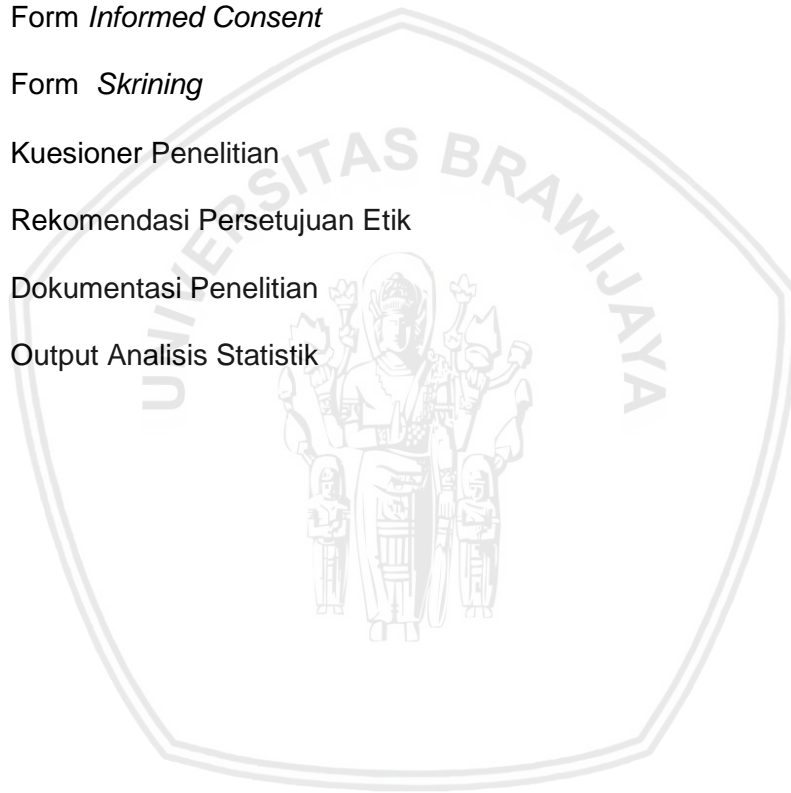 Form Informed Consent
Form Skrining
Kuesioner Penelitian
Rekomendasi Persetujuan Etik
Dokumentasi Penelitian
Output Analisis Statistik
UNIVERSITAS BRAWIJAYA